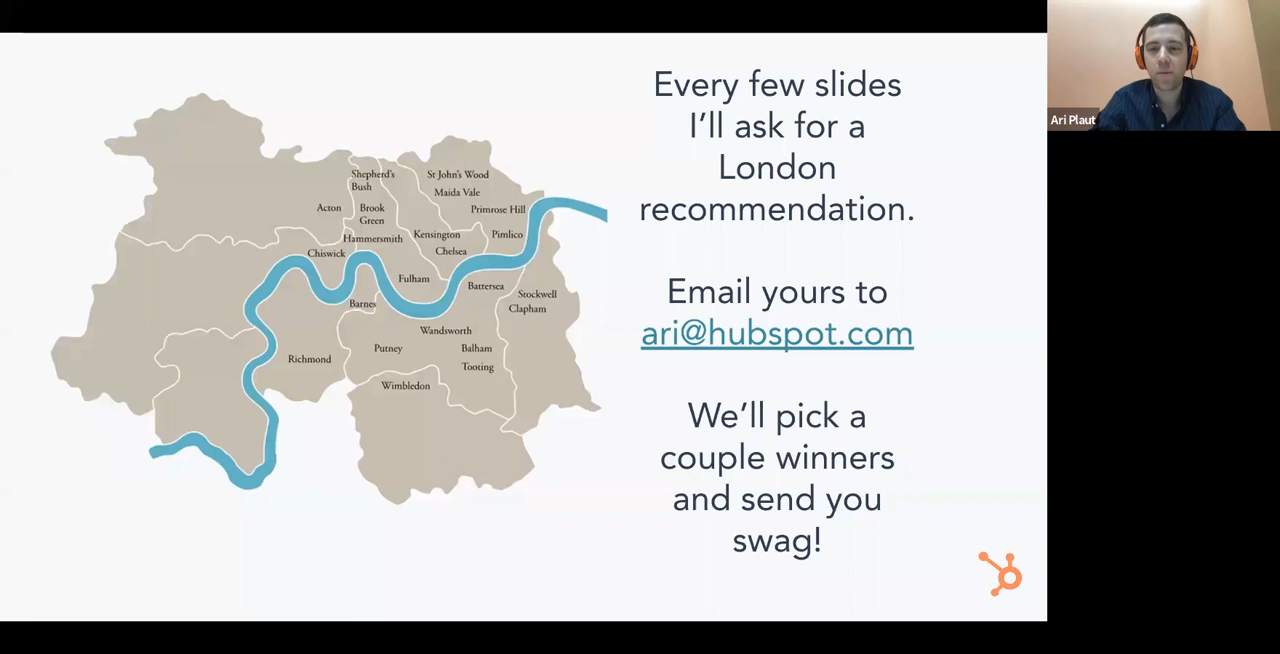 Every few slides
I’ll ask for a
London
recommendation.
Email yours to
ari@hubspot.com
We’ll pick a
couple winners
and send you
swag!
Shepherd's
Bush
St John's Wood
Maida Vale
Acton
Brook
Green
Primrose Hill
Hammersmith
Kensington
Pimlico
Chiswick
Chelsea
Fulham
Battersea
Stockwell
Barnes
Clapham
Wandsworth
Putney
Balham
Richmond
Tooting
Wimbledon
Ari Plaut